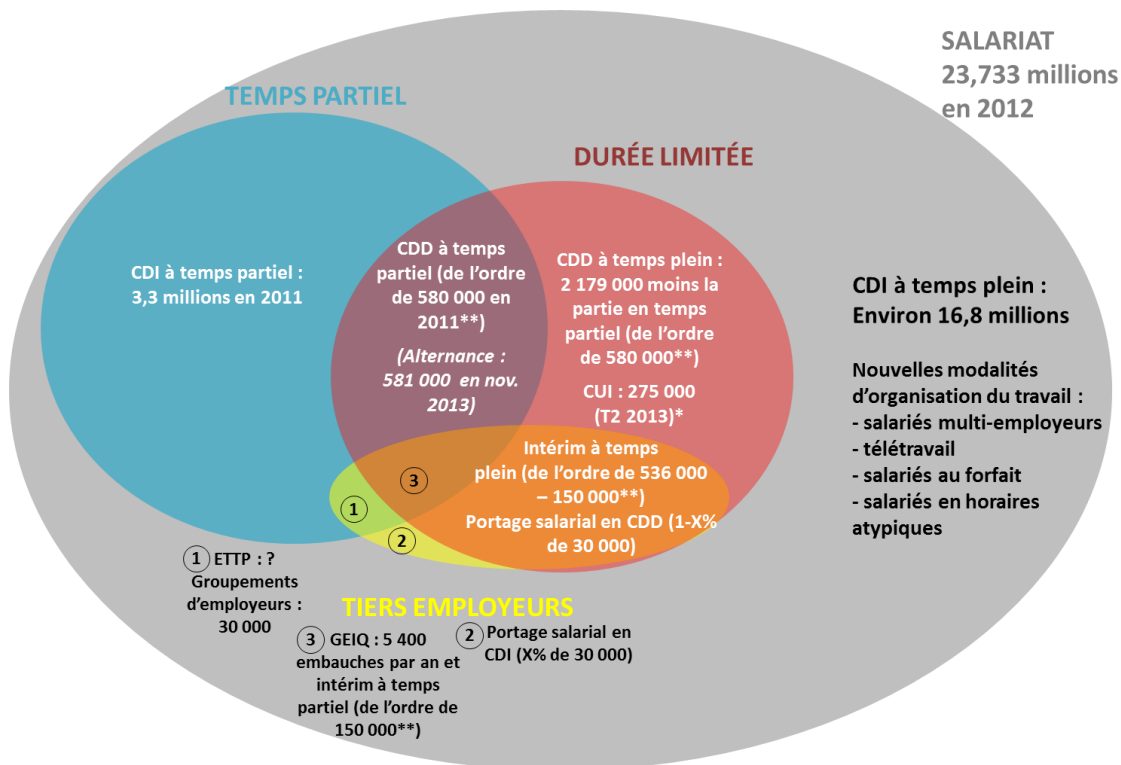 SALARIAT
23,733 millions
en 2012
TEMPS PARTIEL
DURÉE LIMITÉE
CDI à temps partiel :
3,3 millions en 2011
CDD à temps
partiel (de l'ordre
de 580 000 en
2011**)
(Alternance :
581 000 en nov.
2013)
CDD à temps plein :
2 179 000 moins la
partie en temps
partiel (de l'ordre
de 580 000**)
CUI : 275 000
(T2 2013)*
CDI à temps plein :
Environ 16,8 millions
Nouvelles modalités
d'organisation du travail :
- salariés multi-employeurs
- télétravail
- salariés au forfait
- salariés en horaires
atypiques
Intérim à temps
plein (de l'ordre de 536 000
– 150 000**)
Portage salarial en CDD (1-X%
de 30 000)
3
1
2
1 ETTP : ?
Groupements
d'employeurs :
30 000
TIERS EMPLOYEURS
3 GEIQ : 5 400
embauches par an et
intérim à temps
partiel (de l'ordre de
150 000**)
2 Portage salarial en
CDI (X% de 30 000)